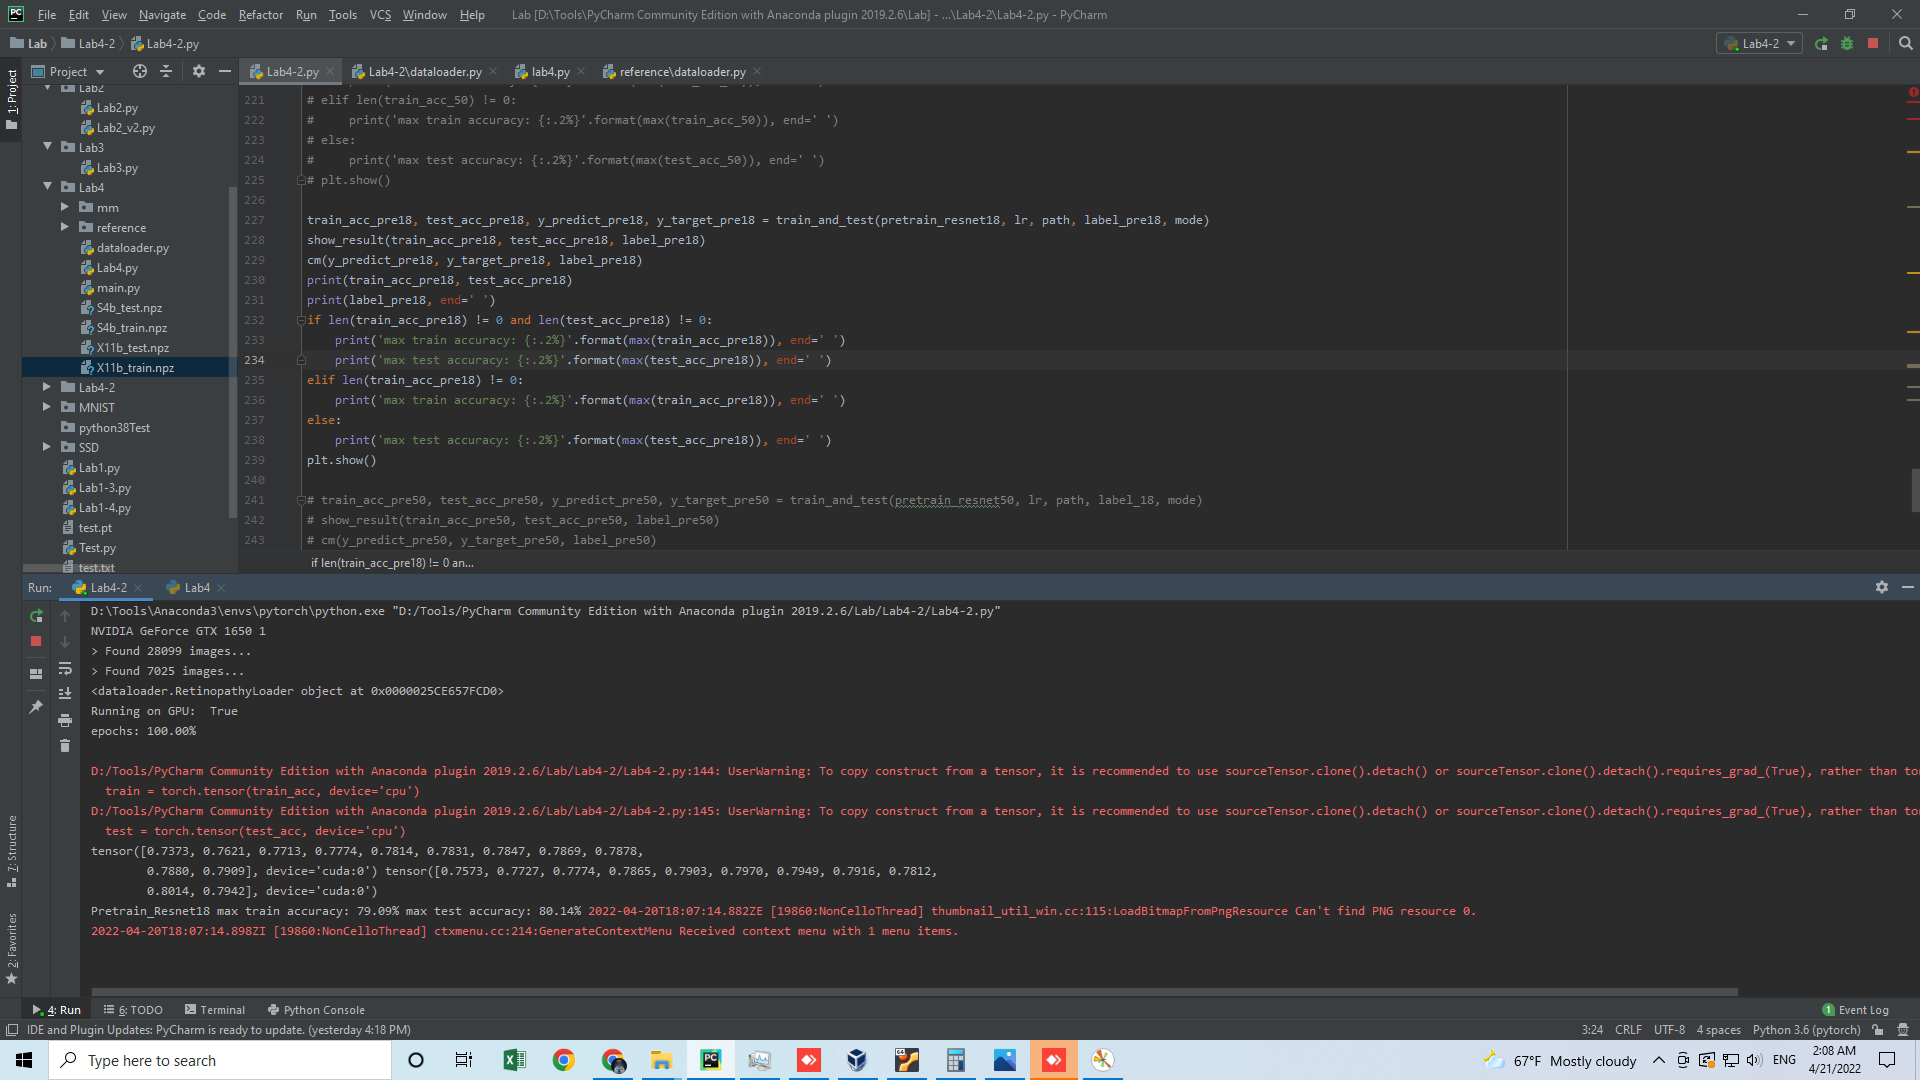 File Edit View Navigate Code Refactor Run Tools VCS Window Help Lab [D:\Tools\PyCharm Community Edition with Anaconda plugin 2019.2.6\Lab] - ...\Lab4-2\Lab4-2.py - PyCharm
Lab Lab4-2 Lab4-2.py
Lab4-2
1: Project
Project
Lab4-2.py Lab4-2\dataloader.py lab4.py reference\dataloader.py
Lab2
Lab2.py
Lab2_v2.py
Lab3
Lab3.py
Lab4
mm
reference
dataloader.py
Lab4.py
main.py
S4b_test.npz
S4b_train.npz
X11b_test.npz
X11b_train.npz
Lab4-2
MNIST
python38Test
SSD
Lab1.py
Lab1-3.py
Lab1-4.py
test.pt
Test.py
test.txt
221 # elif len(train_acc_50) != 0:
222 #     print('max train accuracy: {:.2%}'.format(max(train_acc_50)), end=' ')
223 # else:
224 #     print('max test accuracy: {:.2%}'.format(max(test_acc_50)), end=' ')
225 # plt.show()
226
227 train_acc_pre18, test_acc_pre18, y_predict_pre18, y_target_pre18 = train_and_test(pretrain_resnet18, lr, path, label_pre18, mode)
228 show_result(train_acc_pre18, test_acc_pre18, label_pre18)
229 cm(y_predict_pre18, y_target_pre18, label_pre18)
230 print(train_acc_pre18, test_acc_pre18)
231 print(label_pre18, end=' ')
232 if len(train_acc_pre18) != 0 and len(test_acc_pre18) != 0:
233     print('max train accuracy: {:.2%}'.format(max(train_acc_pre18)), end=' ')
234     print('max test accuracy: {:.2%}'.format(max(test_acc_pre18)), end=' ')
235 elif len(train_acc_pre18) != 0:
236     print('max train accuracy: {:.2%}'.format(max(train_acc_pre18)), end=' ')
237 else:
238     print('max test accuracy: {:.2%}'.format(max(test_acc_pre18)), end=' ')
239 plt.show()
240
241 # train_acc_pre50, test_acc_pre50, y_predict_pre50, y_target_pre50 = train_and_test(pretrain_resnet50, lr, path, label_18, mode)
242 # show_result(train_acc_pre50, test_acc_pre50, label_pre50)
243 # cm(y_predict_pre50, y_target_pre50, label_pre50)
if len(train_acc_pre18) != 0 an...
Run: Lab4-2 Lab4
D:\Tools\Anaconda3\envs\pytorch\python.exe "D:/Tools/PyCharm Community Edition with Anaconda plugin 2019.2.6/Lab/Lab4-2/Lab4-2.py"
NVIDIA GeForce GTX 1650 1
> Found 28099 images...
> Found 7025 images...
<dataloader.RetinopathyLoader object at 0x0000025CE657FCD0>
Running on GPU:  True
epochs: 100.00%
D:/Tools/PyCharm Community Edition with Anaconda plugin 2019.2.6/Lab/Lab4-2/Lab4-2.py:144: UserWarning: To copy construct from a tensor, it is recommended to use sourceTensor.clone().detach() or sourceTensor.clone().detach().requires_grad_(True), rather than to
train = torch.tensor(train_acc, device='cpu')
D:/Tools/PyCharm Community Edition with Anaconda plugin 2019.2.6/Lab/Lab4-2/Lab4-2.py:145: UserWarning: To copy construct from a tensor, it is recommended to use sourceTensor.clone().detach() or sourceTensor.clone().detach().requires_grad_(True), rather than to
test = torch.tensor(test_acc, device='cpu')
tensor([0.7373, 0.7621, 0.7713, 0.7774, 0.7814, 0.7831, 0.7847, 0.7869, 0.7878,
0.7880, 0.7909], device='cuda:0') tensor([0.7573, 0.7727, 0.7774, 0.7865, 0.7903, 0.7970, 0.7949, 0.7916, 0.7812,
0.8014, 0.7942], device='cuda:0')
Pretrain_Resnet18 max train accuracy: 79.09% max test accuracy: 80.14% 2022-04-20T18:07:14.882ZE [19860:NonCelloThread] thumbnail_util_win.cc:115:LoadBitmapFromPngResource Can't find PNG resource 0.
2022-04-20T18:07:14.898ZI [19860:NonCelloThread] ctxmenu.cc:214:GenerateContextMenu Received context menu with 1 menu items.
7: Structure
2: Favorites
4: Run 6: TODO Terminal Python Console 1 Event Log
IDE and Plugin Updates: PyCharm is ready to update. (yesterday 4:18 PM) 3:24 CRLF UTF-8 4 spaces Python 3.6 (pytorch)
Type here to search 67°F Mostly cloudy ENG 2:08 AM
4/21/2022